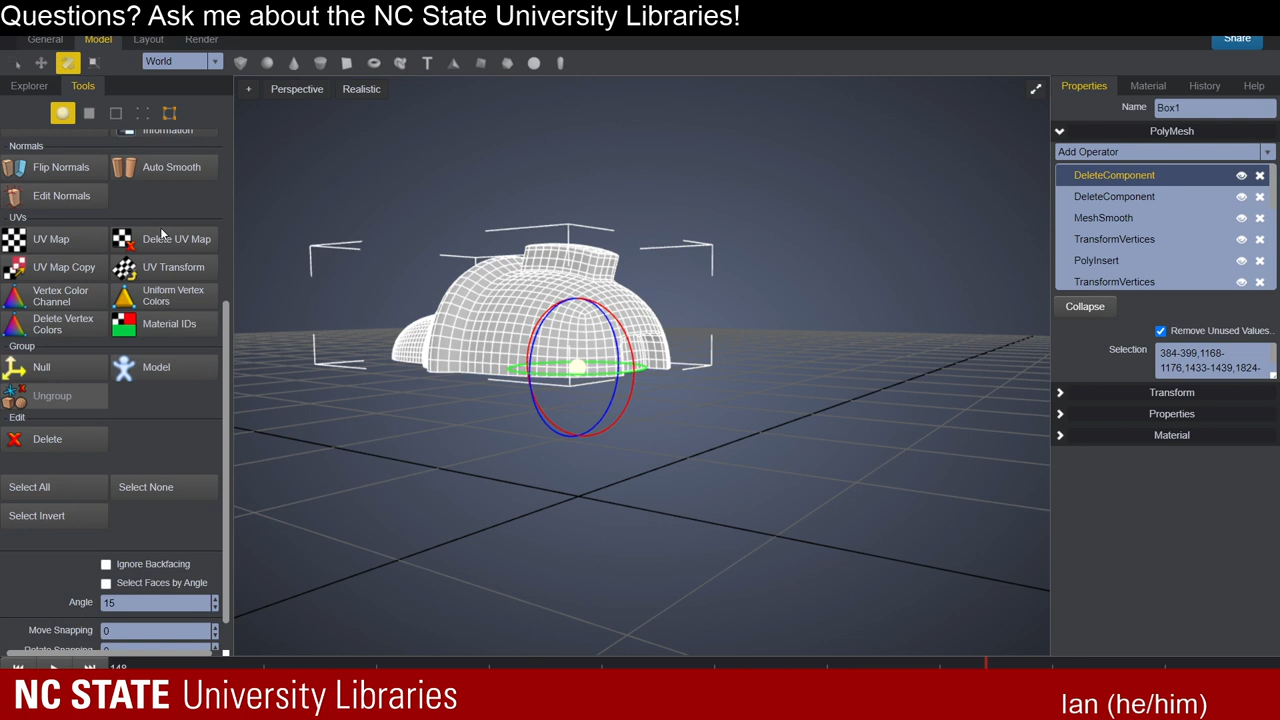 Questions? Ask me about the NC State University Libraries!
General Model Layout Render
Share
World
Explorer Tools
Perspective Realistic
Properties Material History Help
Name Box1
Information
Normals
Flip Normals Auto Smooth
Edit Normals
UVs
UV Map Delete UV Map
UV Map Copy UV Transform
Vertex Color Channel Uniform Vertex Colors
Delete Vertex Colors Material IDs
Group
Null Model
Ungroup
Edit
Delete
Select All Select None
Select Invert
Ignore Backfacing
Select Faces by Angle
Angle 15
Move Snapping 0
Rotate Snapping 0
PolyMesh
Add Operator
DeleteComponent
DeleteComponent
MeshSmooth
TransformVertices
PolyInsert
TransformVertices
Collapse
Remove Unused Values..
Selection 384-399,1168-
1176,1433-1439,1824-
Transform
Properties
Material
148
NC STATE University Libraries
Ian (he/him)